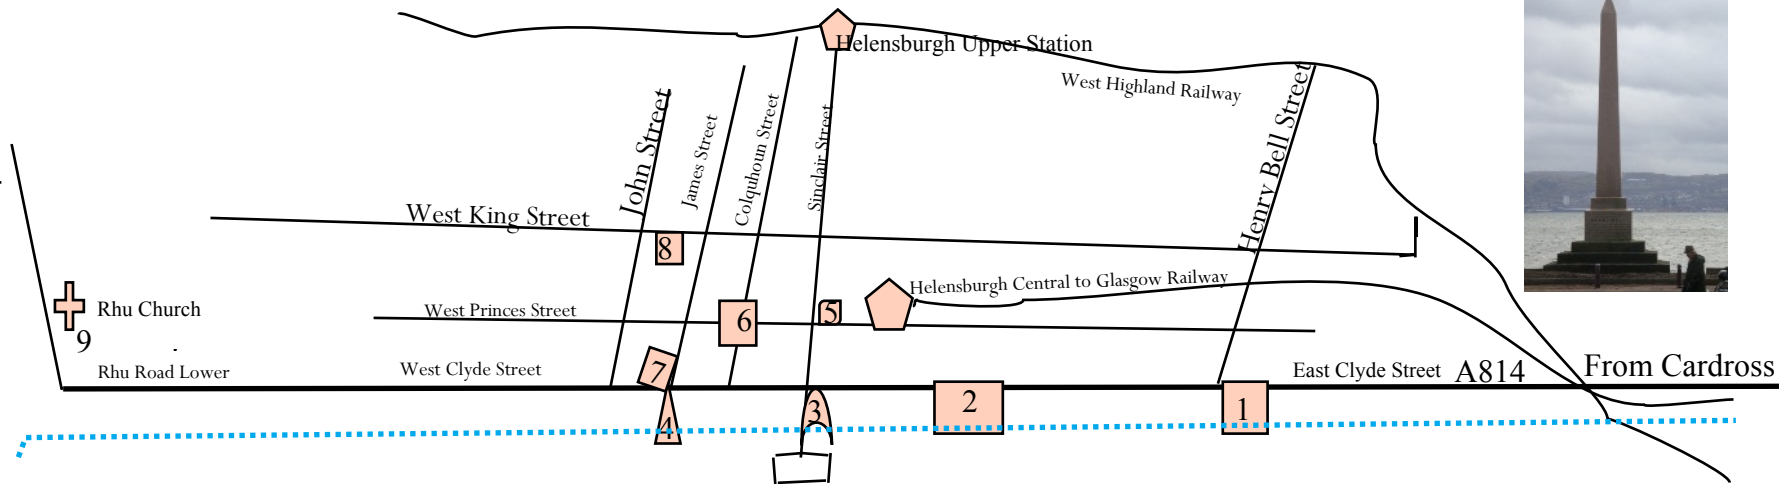 Helensburgh Upper Station
West Highland Railway
John Street
James Street
Colquhoun Street
Sinclair Street
Henry Bell Street
West King Street
8
Helensburgh Central to Glasgow Railway
Rhu Church
9
West Princes Street
6
5
7
Rhu Road Lower
West Clyde Street
East Clyde Street
A814
From Cardross
4
3
2
1